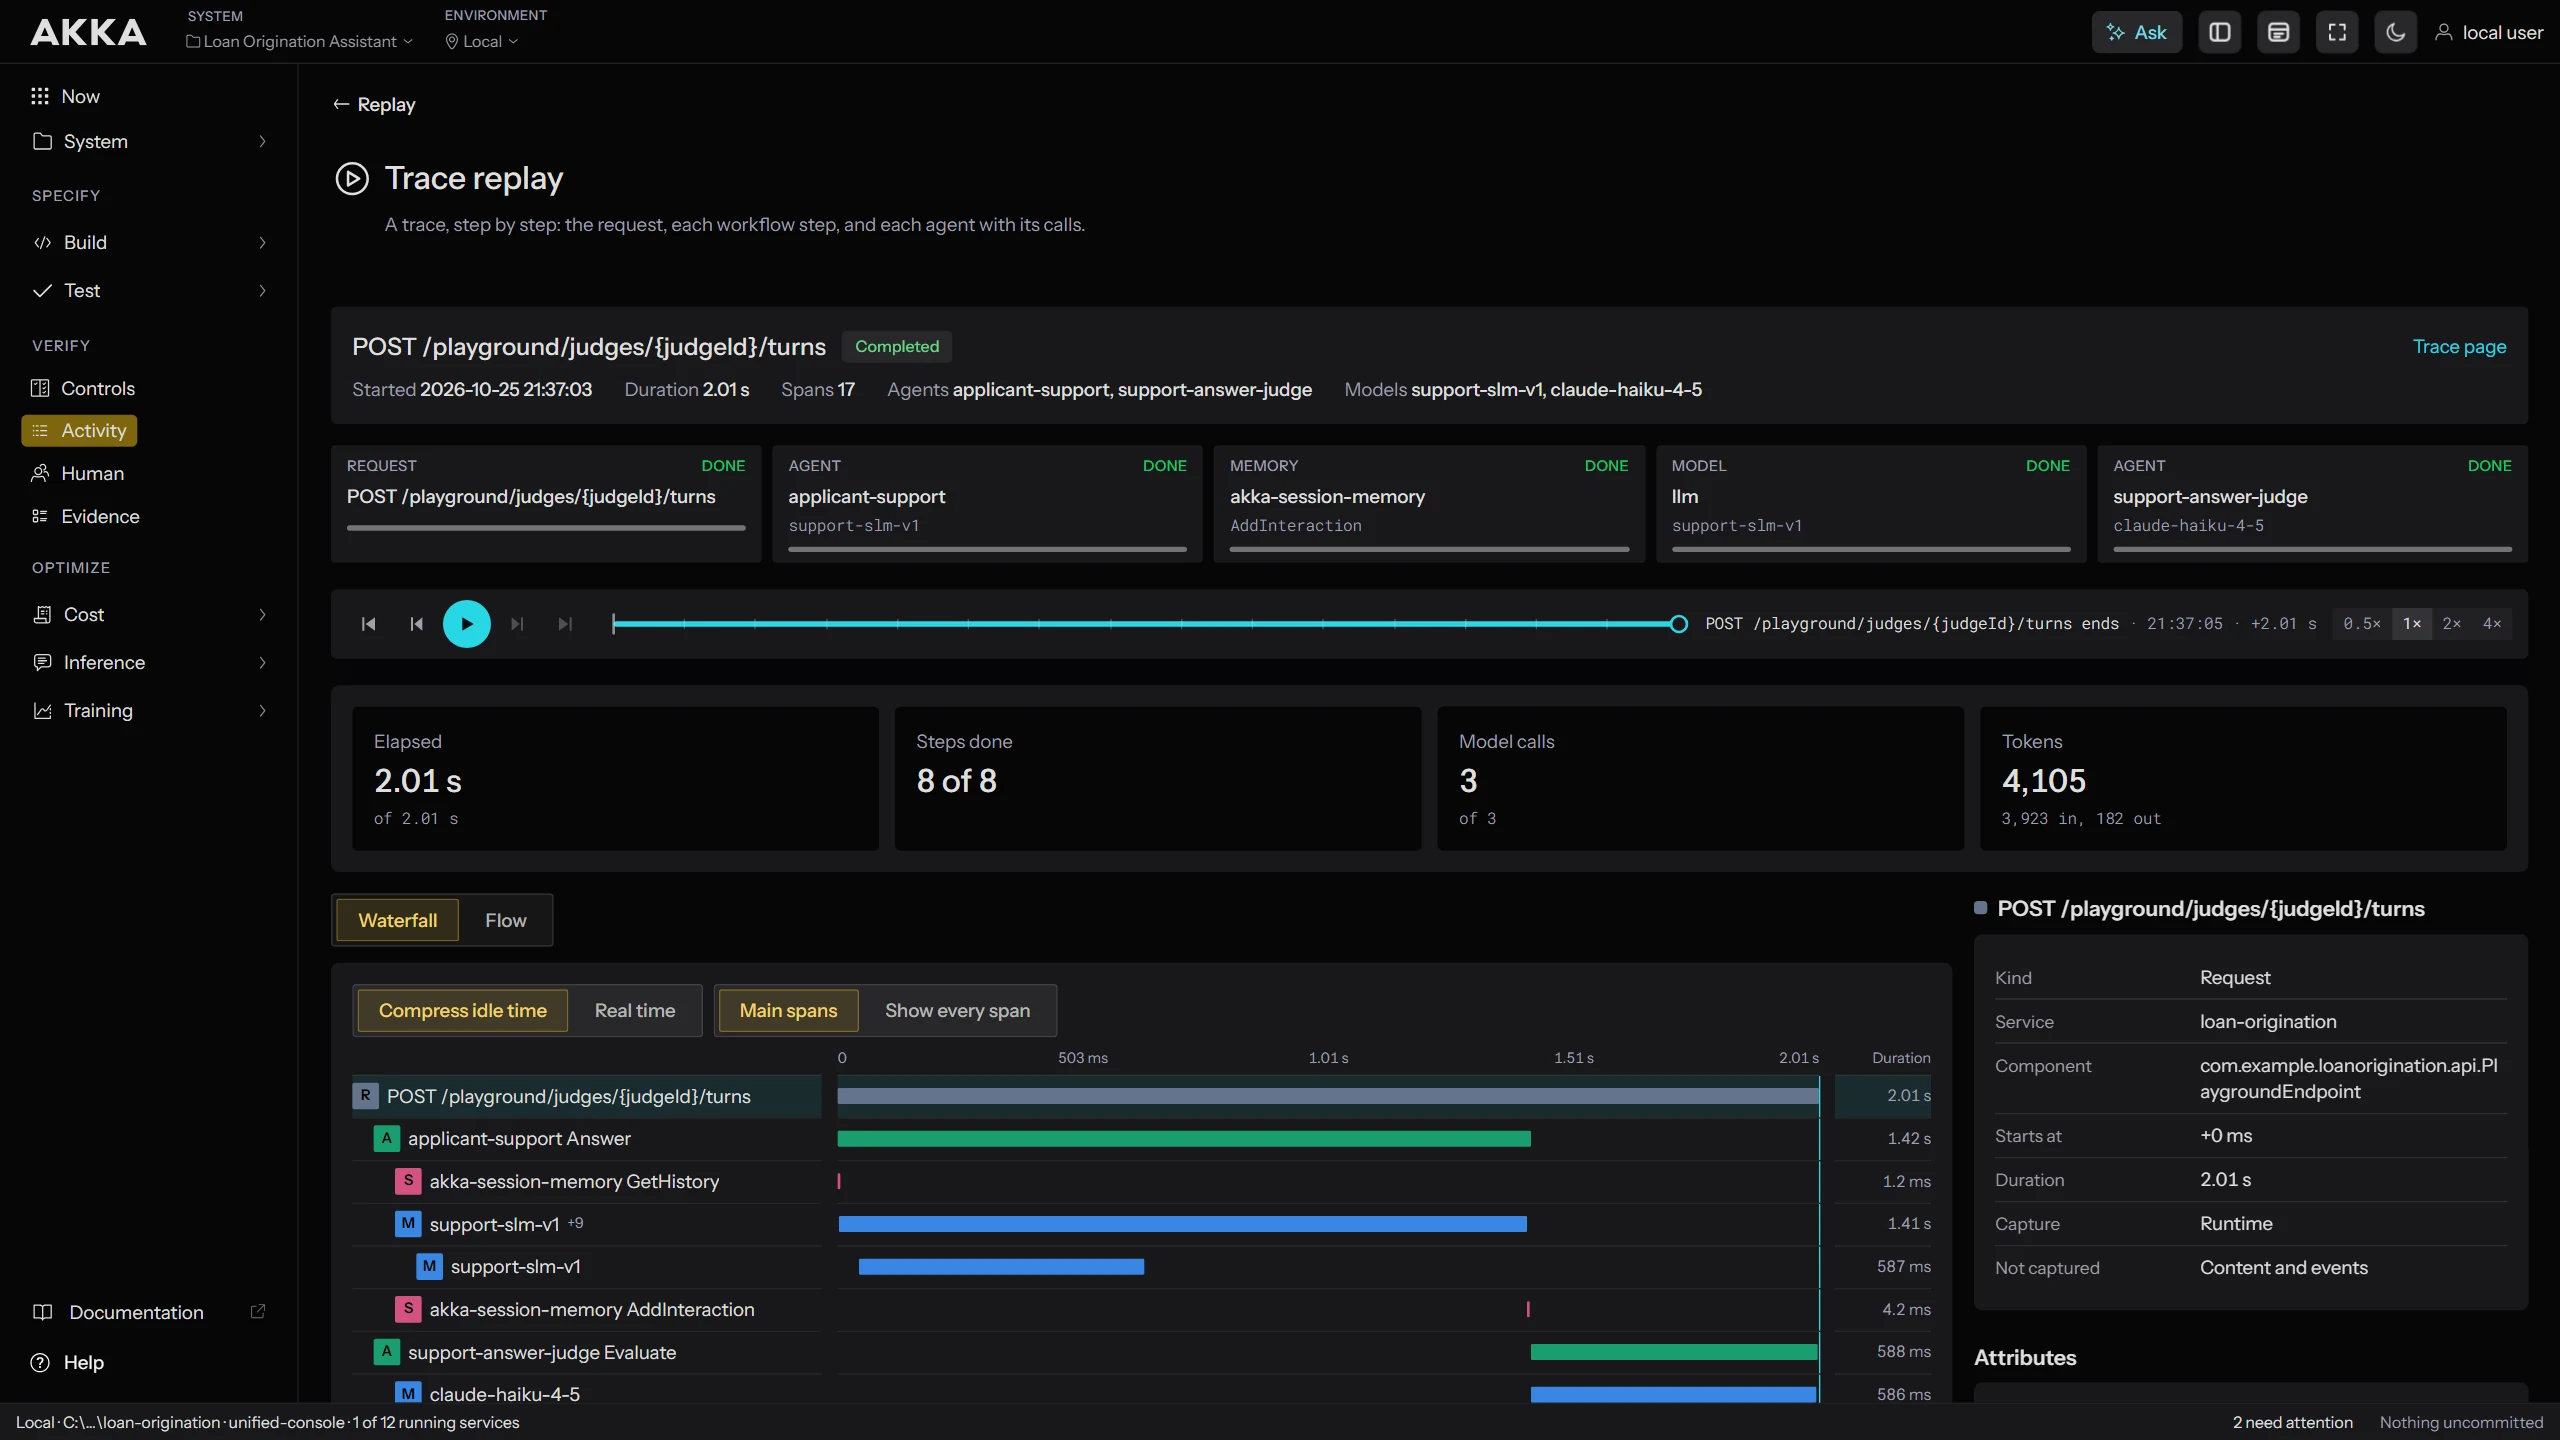 AKKA
SYSTEM
Loan Origination Assistant
ENVIRONMENT
Local
Ask
local user
Now
System
SPECIFY
Build
Test
VERIFY
Controls
Activity
Human
Evidence
OPTIMIZE
Cost
Inference
Training
Documentation
Help
Replay
Trace replay
A trace, step by step: the request, each workflow step, and each agent with its calls.
POST /playground/judges/{judgeId}/turns Completed
Trace page
Started 2026-10-25 21:37:03 Duration 2.01 s Spans 17 Agents applicant-support, support-answer-judge Models support-slm-v1, claude-haiku-4-5
REQUEST DONE
POST /playground/judges/{judgeId}/turns
AGENT DONE
applicant-support
support-slm-v1
MEMORY DONE
akka-session-memory
AddInteraction
MODEL DONE
llm
support-slm-v1
AGENT DONE
support-answer-judge
claude-haiku-4-5
POST /playground/judges/{judgeId}/turns ends · 21:37:05 · +2.01 s 0.5× 1× 2× 4×
Elapsed
2.01 s
of 2.01 s
Steps done
8 of 8
Model calls
3
of 3
Tokens
4,105
3,923 in, 182 out
Waterfall Flow
Compress idle time Real time Main spans Show every span
0 503 ms 1.01 s 1.51 s 2.01 s Duration
R POST /playground/judges/{judgeId}/turns 2.01 s
A applicant-support Answer 1.42 s
S akka-session-memory GetHistory 1.2 ms
M support-slm-v1 +9 1.41 s
M support-slm-v1 587 ms
S akka-session-memory AddInteraction 4.2 ms
A support-answer-judge Evaluate 588 ms
M claude-haiku-4-5 586 ms
POST /playground/judges/{judgeId}/turns
Kind Request
Service loan-origination
Component com.example.loanorigination.api.Pl
aygroundEndpoint
Starts at +0 ms
Duration 2.01 s
Capture Runtime
Not captured Content and events
Attributes
Local · C:\...\loan-origination · unified-console · 1 of 12 running services
2 need attention Nothing uncommitted